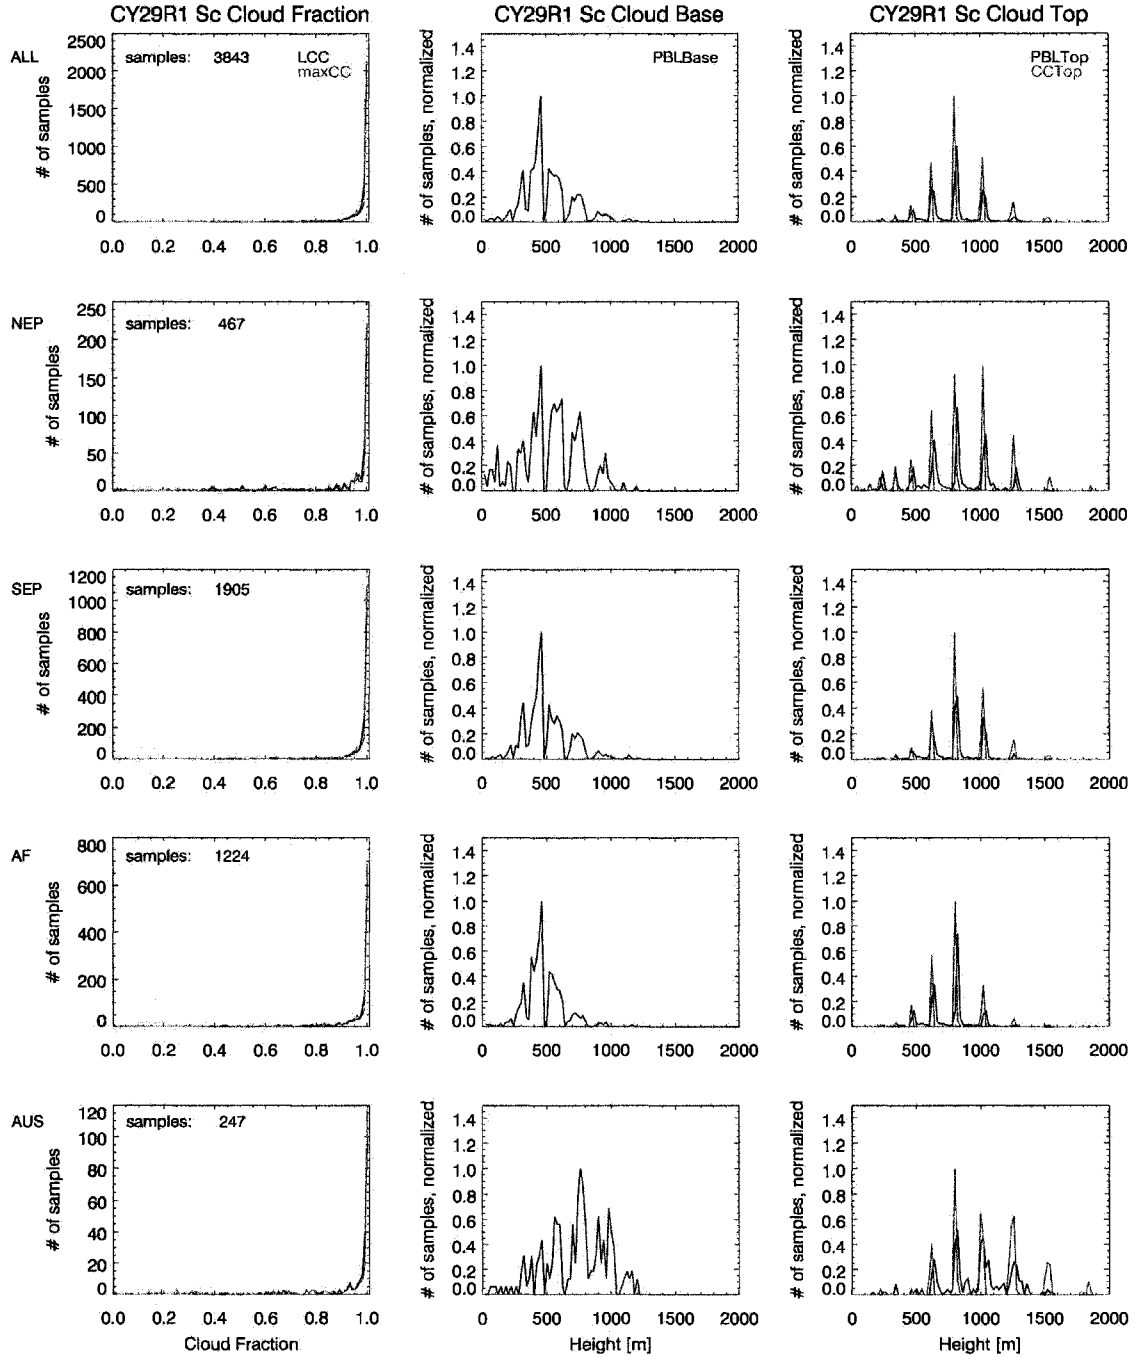 CY29R1 Sc Cloud Fraction CY29R1 Sc Cloud Base CY29R1 Sc Cloud Top
ALL
# of samples
2500
2000
1500
1000
500
0
samples: 3843 LCC
maxCC
0.0 0.2 0.4 0.6 0.8 1.0
# of samples, normalized
1.4
1.2
1.0
0.8
0.6
0.4
0.2
0.0
PBLBase
0 500 1000 1500 2000
# of samples, normalized
1.4
1.2
1.0
0.8
0.6
0.4
0.2
0.0
PBLTop
CCTop
0 500 1000 1500 2000
NEP
# of samples
250
200
150
100
50
0
samples: 467
0.0 0.2 0.4 0.6 0.8 1.0
# of samples, normalized
1.4
1.2
1.0
0.8
0.6
0.4
0.2
0.0
0 500 1000 1500 2000
# of samples, normalized
1.4
1.2
1.0
0.8
0.6
0.4
0.2
0.0
0 500 1000 1500 2000
SEP
# of samples
1200
1000
800
600
400
200
0
samples: 1905
0.0 0.2 0.4 0.6 0.8 1.0
# of samples, normalized
1.4
1.2
1.0
0.8
0.6
0.4
0.2
0.0
0 500 1000 1500 2000
# of samples, normalized
1.4
1.2
1.0
0.8
0.6
0.4
0.2
0.0
0 500 1000 1500 2000
AF
# of samples
800
600
400
200
0
samples: 1224
0.0 0.2 0.4 0.6 0.8 1.0
# of samples, normalized
1.4
1.2
1.0
0.8
0.6
0.4
0.2
0.0
0 500 1000 1500 2000
# of samples, normalized
1.4
1.2
1.0
0.8
0.6
0.4
0.2
0.0
0 500 1000 1500 2000
AUS
# of samples
120
100
80
60
40
20
0
samples: 247
0.0 0.2 0.4 0.6 0.8 1.0
Cloud Fraction
# of samples, normalized
1.4
1.2
1.0
0.8
0.6
0.4
0.2
0.0
0 500 1000 1500 2000
Height [m]
# of samples, normalized
1.4
1.2
1.0
0.8
0.6
0.4
0.2
0.0
0 500 1000 1500 2000
Height [m]